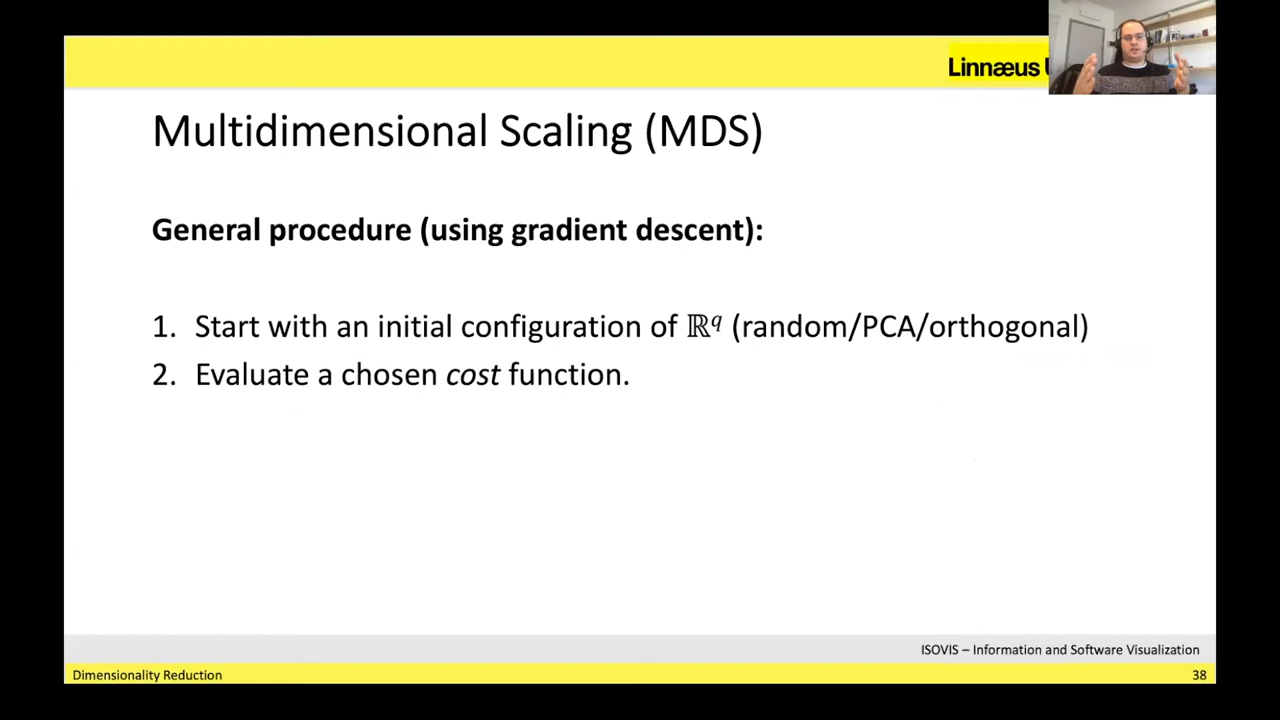 Linnæus
Multidimensional Scaling (MDS)
General procedure (using gradient descent):
1. Start with an initial configuration of ℝ^q (random/PCA/orthogonal)
2. Evaluate a chosen cost function.
ISOVIS – Information and Software Visualization
Dimensionality Reduction
38